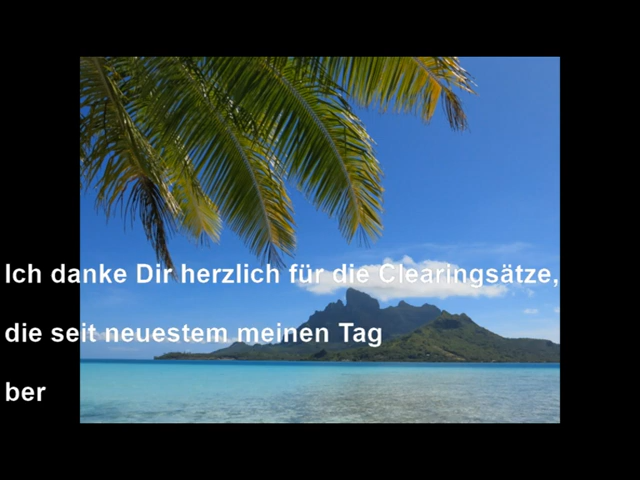 Ich danke Dir herzlich für die Clearingsätze,
die seit neuestem meinen Tag
ber